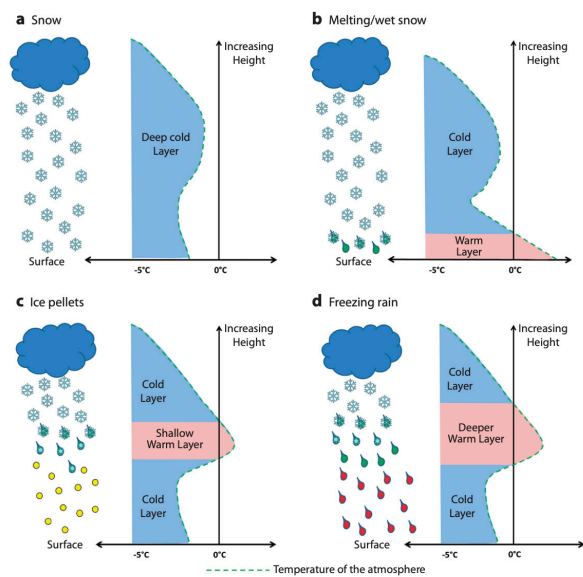 a Snow
Increasing
Height
Deep cold
Layer
Surface
-5°C
0°C
b Melting/wet snow
Increasing
Height
Cold
Layer
Warm
Layer
Surface
-5°C
0°C
c Ice pellets
Increasing
Height
Cold
Layer
Shallow
Warm Layer
Cold
Layer
Surface
-5°C
0°C
d Freezing rain
Increasing
Height
Cold
Layer
Deeper
Warm Layer
Cold
Layer
Surface
-5°C
0°C
Temperature of the atmosphere